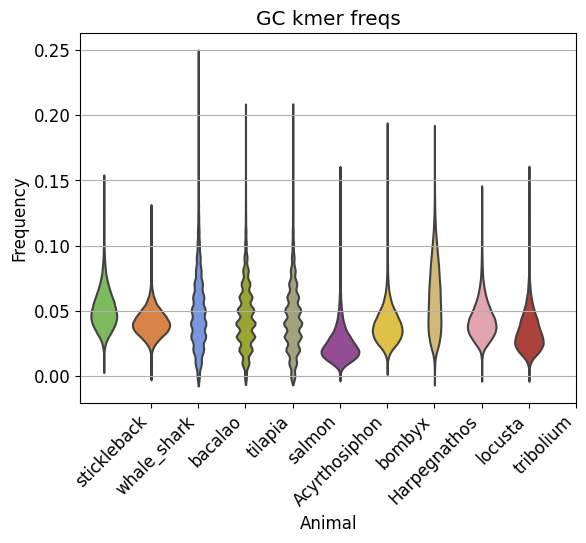 GC kmer freqs
0.25
0.20
0.15
0.10
0.05
0.00
Frequency
stickleback
whale_shark
bacalao
tilapia
salmon
Acyrthosiphon
bombyx
Harpegnathos
locusta
tribolium
Animal